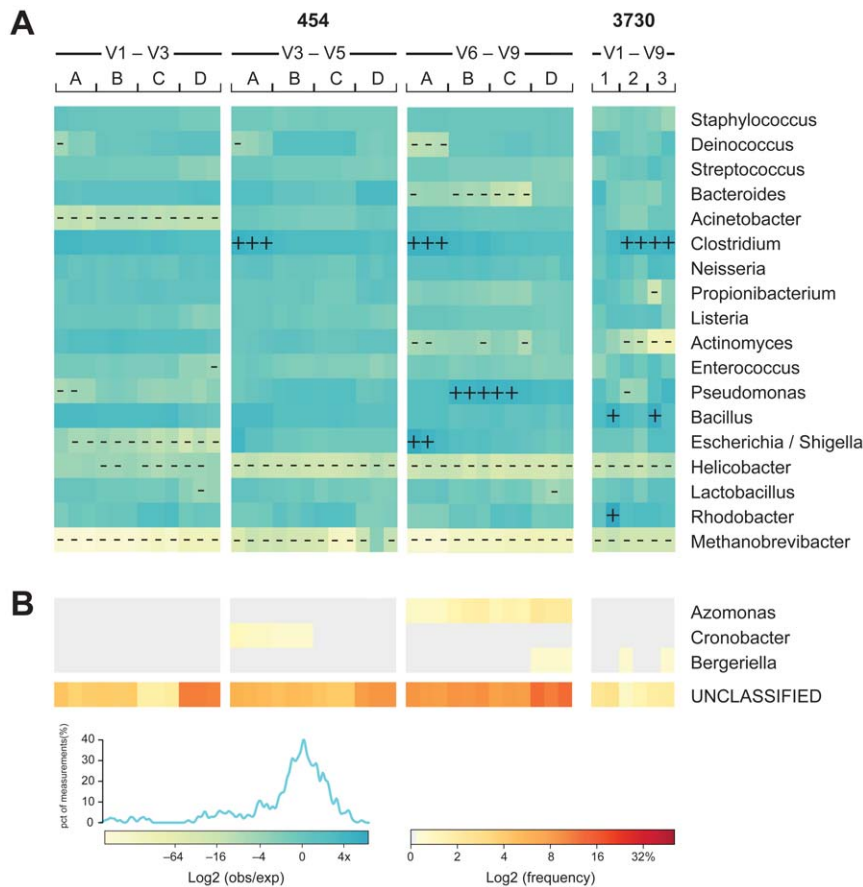 454 3730
A
V1 – V3 V3 – V5 V6 – V9 V1 – V9
A B C D A B C D A B C D 1 2 3
Staphylococcus
- - - - - Deinococcus
Streptococcus
- - - - - - - - Bacteroides
- - - - - - - - - - - - Acinetobacter
+++ +++ ++++ Clostridium
Neisseria
- Propionibacterium
Listeria
- - - - - - - - Actinomyces
- Enterococcus
- - +++++ - Pseudomonas
+ + Bacillus
- - - - - - - - - - - ++ Escherichia / Shigella
- - - - - - - - - - - - - - - - - - - - - - - - - - - - - - - - - - - - - Helicobacter
- - Lactobacillus
+ Rhodobacter
- - - - - - - - - - - - - - - - - - - - - - - - - - - - - - - - - - - - - - - - - Methanobrevibacter
B
Azomonas
Cronobacter
Bergeriella
UNCLASSIFIED
pct of measurements(%)
40
30
20
10
0
-64 -16 -4 0 4x
Log2 (obs/exp)
0 2 4 8 16 32%
Log2 (frequency)